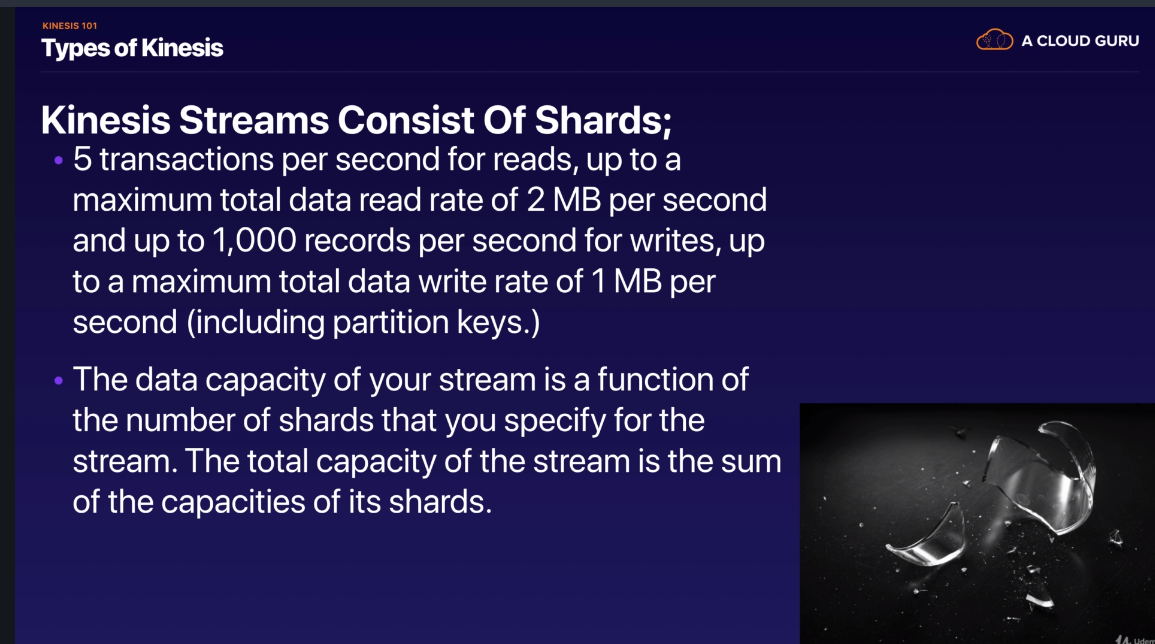 KINESIS 101
Types of Kinesis
A CLOUD GURU
Kinesis Streams Consist Of Shards;
• 5 transactions per second for reads, up to a
maximum total data read rate of 2 MB per second
and up to 1,000 records per second for writes, up
to a maximum total data write rate of 1 MB per
second (including partition keys.)
• The data capacity of your stream is a function of
the number of shards that you specify for the
stream. The total capacity of the stream is the sum
of the capacities of its shards.